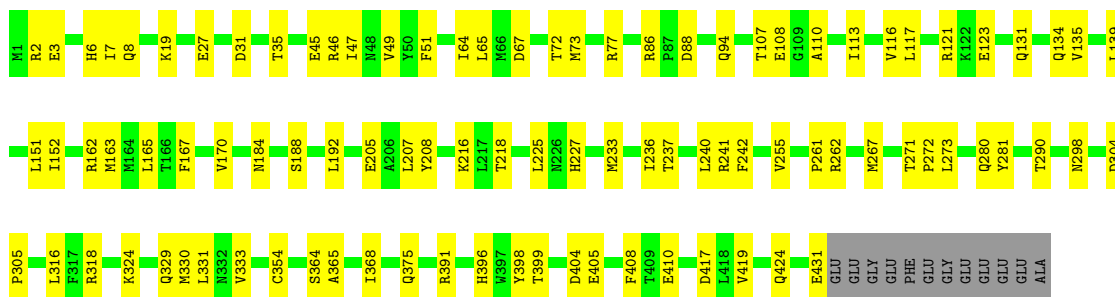 M1 R2 E3 H6 I7 Q8 K19 E27 D31 T35 E45 R46 I47 N48 V49 Y50 F51 I64 L65 M66 D67 T72 M73 R77 R86 P87 D88 Q94 T107 E108 G109 A110 I113 V116 L117 R121 K122 E123 Q131 Q134 V135 L139
L151 I152 R162 M163 M164 L165 T166 F167 V170 N184 S188 L192 E205 A206 L207 Y208 K216 L217 T218 L225 N226 H227 M233 I236 T237 L240 R241 F242 V255 P261 R262 M267 T271 P272 L273 Q280 Y281 T290 N298
P305 L316 F317 R318 K324 Q329 M330 L331 N332 V333 C354 S364 A365 I368 Q375 R391 H396 W397 Y398 T399 D404 E405 F408 T409 E410 D417 L418 V419 Q424 E431 GLU GLU GLY GLU PHE GLU GLY GLU GLU GLU GLU ALA